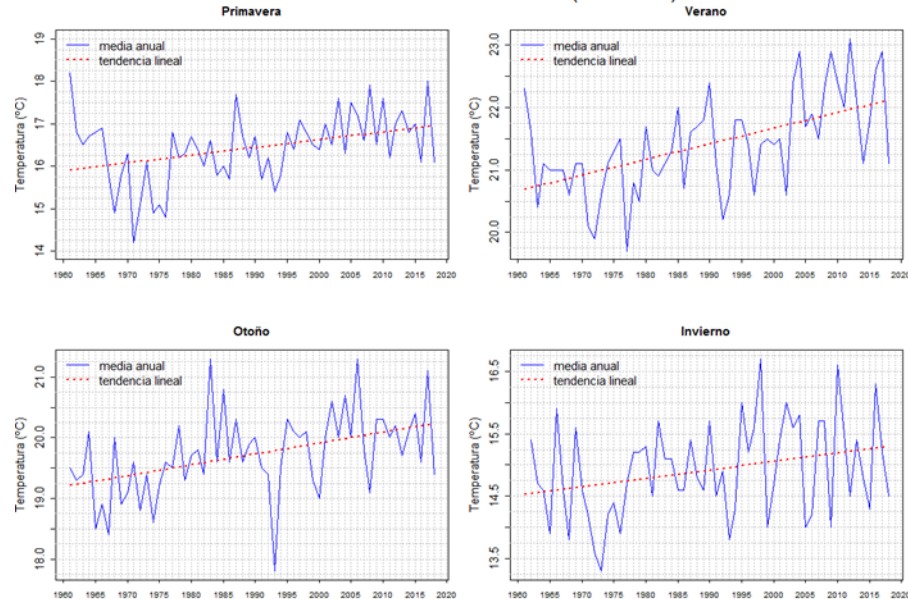 Primavera
Temperatura (ºC)
19
18
17
16
15
14
media anual
tendencia lineal
1960 1965 1970 1975 1980 1985 1990 1995 2000 2005 2010 2015 2020
Verano
Temperatura (ºC)
23.0
22.0
21.0
20.0
media anual
tendencia lineal
1960 1965 1970 1975 1980 1985 1990 1995 2000 2005 2010 2015 2020
Otoño
Temperatura (ºC)
21.0
20.0
19.0
18.0
media anual
tendencia lineal
1960 1965 1970 1975 1980 1985 1990 1995 2000 2005 2010 2015 2020
Invierno
Temperatura (ºC)
16.5
15.5
14.5
13.5
media anual
tendencia lineal
1960 1965 1970 1975 1980 1985 1990 1995 2000 2005 2010 2015 2020